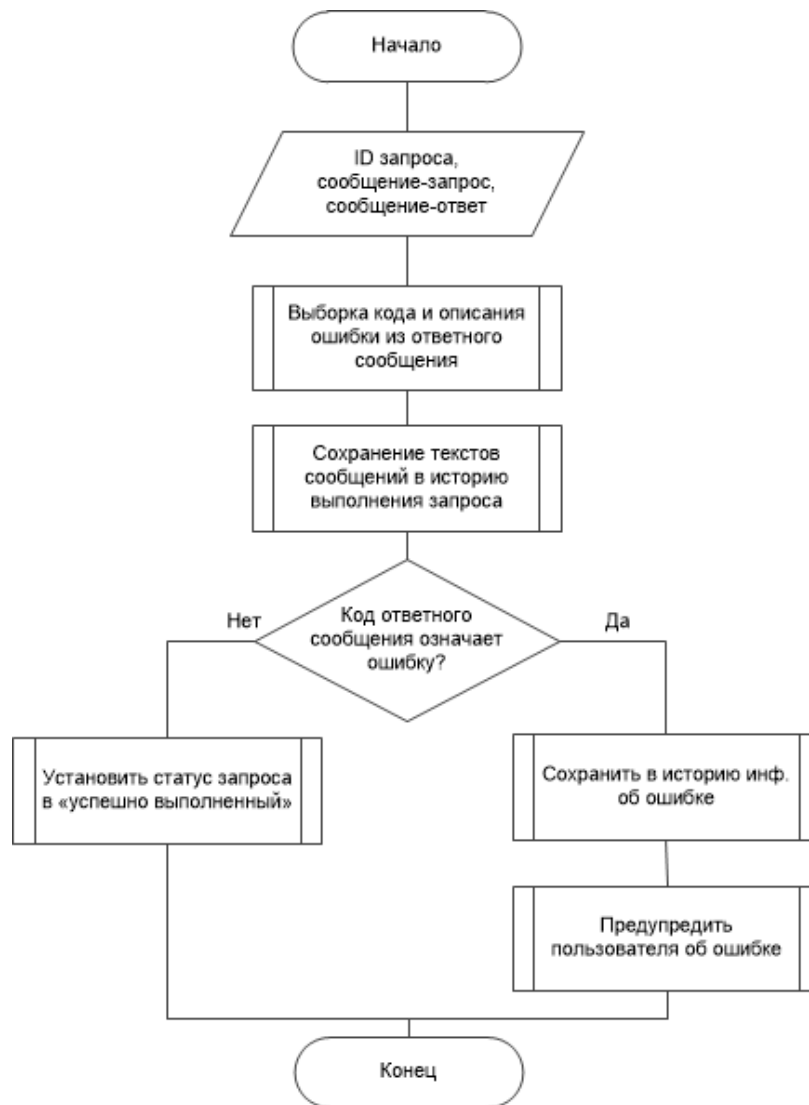 Начало
ID запроса,
сообщение-запрос,
сообщение-ответ
Выборка кода и описания
ошибки из ответного
сообщения
Сохранение текстов
сообщений в историю
выполнения запроса
Нет
Код ответного
сообщения означает
ошибку?
Да
Установить статус запроса
в «успешно выполненный»
Сохранить в историю инф.
об ошибке
Предупредить
пользователя об ошибке
Конец